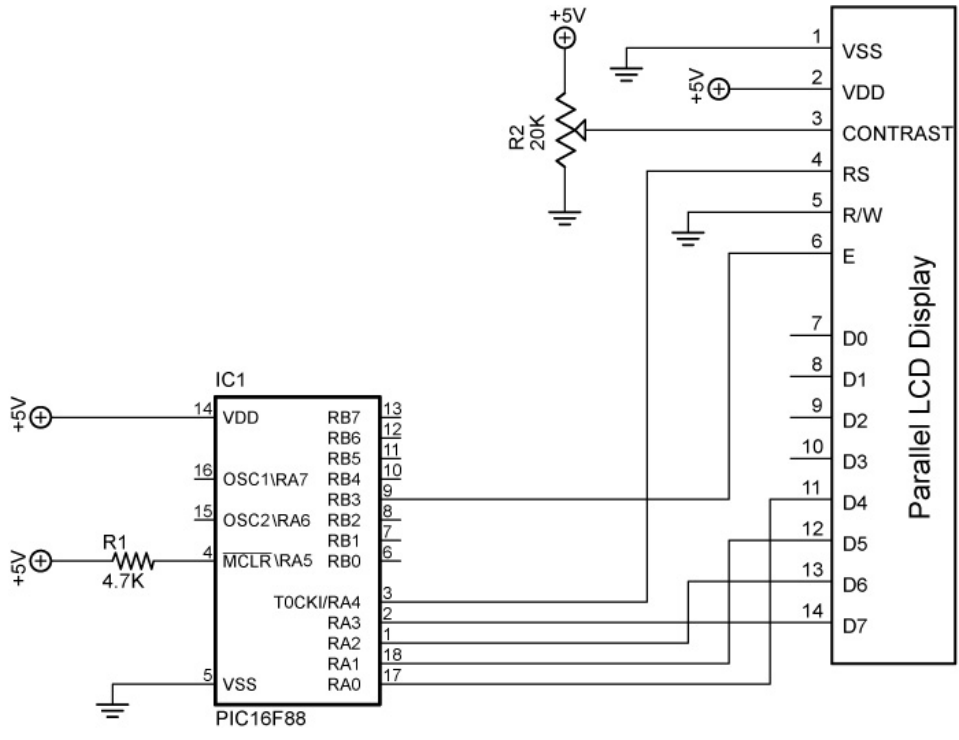 +5V
R2
20K
+5V
1 VSS
2 VDD
3 CONTRAST
4 RS
5 R/W
6 E
7 D0
8 D1
9 D2
10 D3
11 D4
12 D5
13 D6
14 D7
Parallel LCD Display
IC1
+5V
14 VDD
16 OSC1\RA7
15 OSC2\RA6
+5V
R1
4.7K
4 MCLR\RA5
5 VSS
RB7 13
RB6 12
RB5 11
RB4 10
RB3 9
RB2 8
RB1 7
RB0 6
T0CKI/RA4 3
RA3 2
RA2 1
RA1 18
RA0 17
PIC16F88